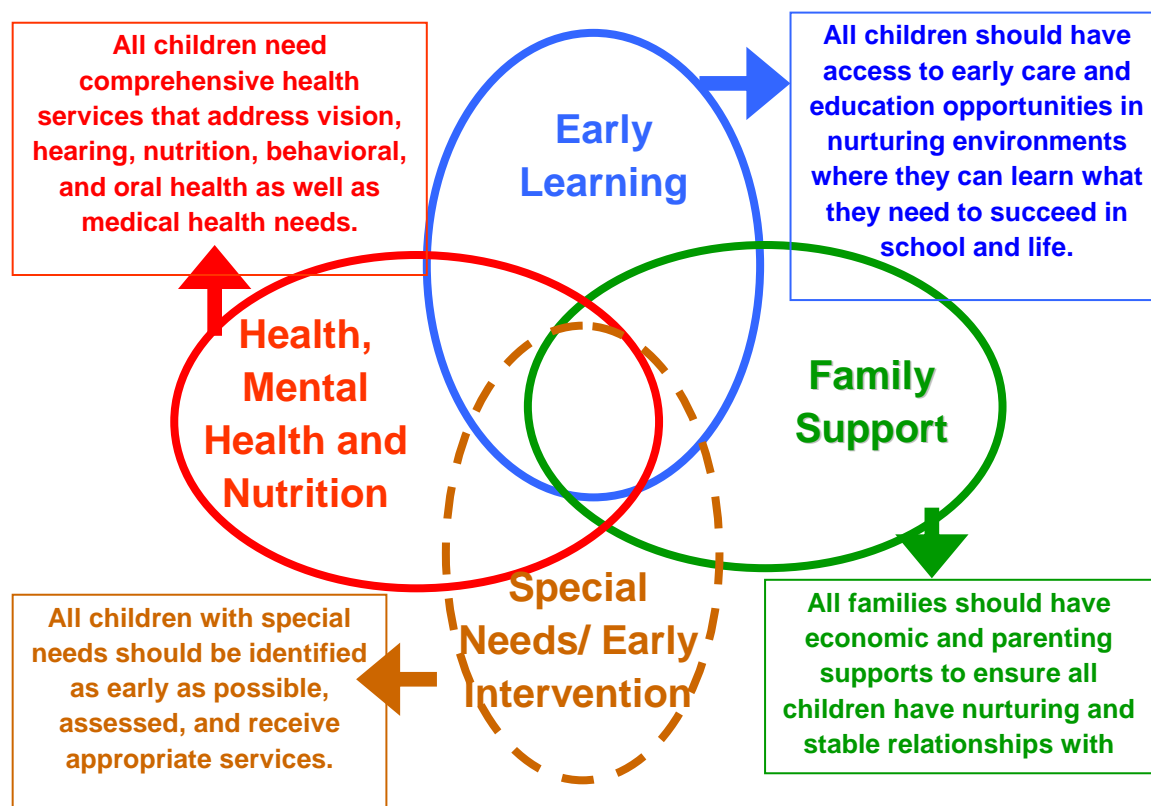 All children need
comprehensive health
services that address vision,
hearing, nutrition, behavioral,
and oral health as well as
medical health needs.
Early
Learning
All children should have
access to early care and
education opportunities in
nurturing environments
where they can learn what
they need to succeed in
school and life.
Health,
Mental
Health and
Nutrition
Family
Support
Special
Needs/ Early
Intervention
All children with special
needs should be identified
as early as possible,
assessed, and receive
appropriate services.
All families should have
economic and parenting
supports to ensure all
children have nurturing and
stable relationships with